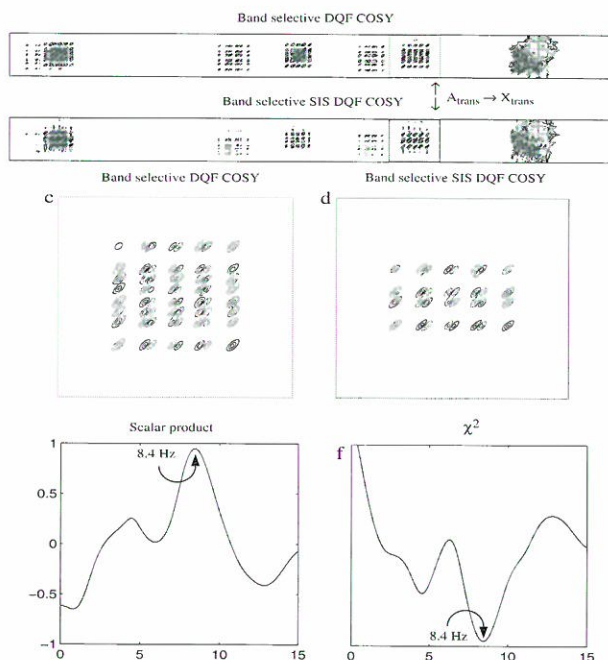 Band selective DQF COSY
Band selective SIS DQF COSY
A_trans → X_trans
Band selective DQF COSY
Band selective SIS DQF COSY
c
d
Scalar product
χ²
f
8.4 Hz
8.4 Hz
1
0.5
0
−0.5
−1
0 5 10 15
0 5 10 15